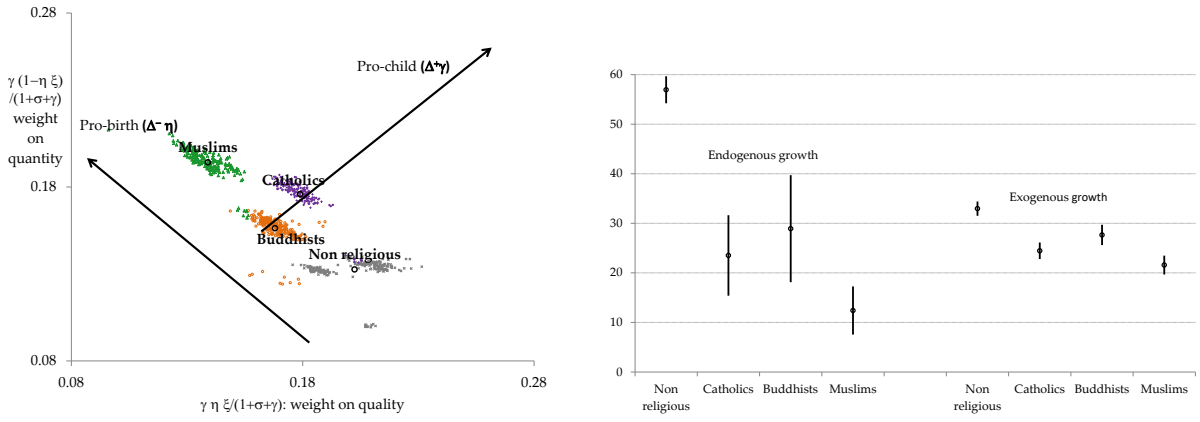 0.28
γ (1−η ξ)
/(1+σ+γ)
weight
on
quantity
Pro-child (Δ⁺γ)
Pro-birth (Δ⁻ η)
Muslims
0.18
Catholics
Buddhists
Non religious
0.08
0.08
0.18
0.28
γ η ξ/(1+σ+γ): weight on quality
60
50
Endogenous growth
40
Exogenous growth
30
20
10
0
Non
religious
Catholics
Buddhists
Muslims
Non
religious
Catholics
Buddhists
Muslims